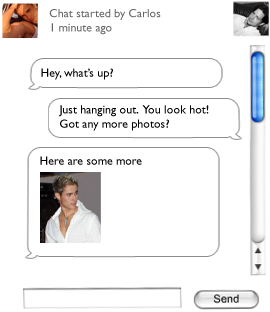 Chat started by Carlos
1 minute ago
Hey, what's up?
Just hanging out. You look hot!
Got any more photos?
Here are some more
Send